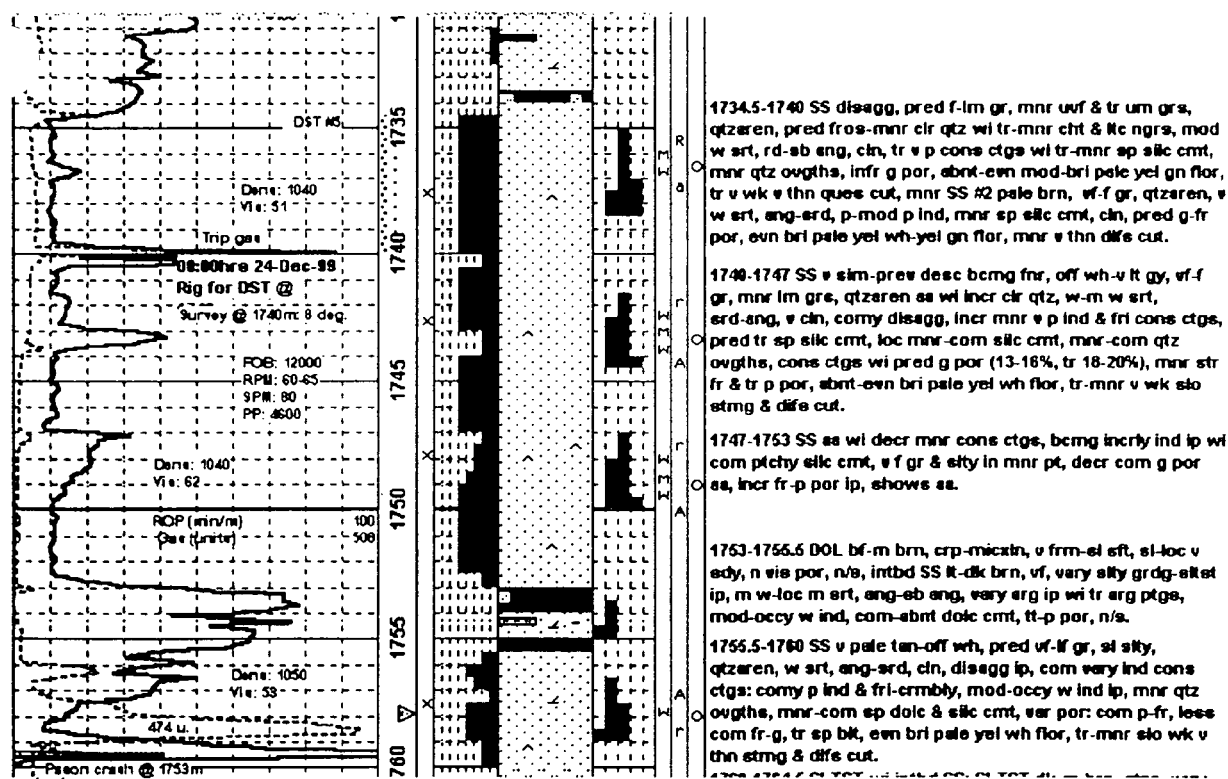 1735
DST #5
Dens: 1040
Vis: 51
Trip gas
1740
00:00hrs 24-Dec-99
Rig for DST @
Survey @ 1740m: 8 deg.
FOB: 12000
RPM: 60-65
SPM: 80
PP: 4600
1745
Dens: 1040
Vis: 62
1750
ROP (min/m) 100
Gas (units) 500
1755
Dens: 1050
Vis: 53
474 u.
1760
Pason crash @ 1753m
R
a
r
A
r
A
A
r
1734.5-1740 SS disagg, pred f-lm gr, mnr uvf & tr um grs,
qtzaren, pred fros-mnr clr qtz wi tr-mnr cht & ltc ngrs, mod
w srt, rd-sb ang, cln, tr v p cons ctgs wi tr-mnr sp silc cmt,
mnr qtz ovgths, infr g por, abnt-evn mod-bri pale yel gn flor,
tr v wk v thn ques cut, mnr SS #2 pale brn, vf-f gr, qtzaren, v
w srt, ang-srd, p-mod p ind, mnr sp silc cmt, cln, pred g-fr
por, evn bri pale yel wh-yel gn flor, mnr v thn difs cut.
1740-1747 SS v sim-prev desc bcmg fnr, off wh-v lt gy, vf-f
gr, mnr lm grs, qtzaren aa wi incr clr qtz, w-m w srt,
srd-ang, v cln, comy disagg, incr mnr v p ind & fri cons ctgs,
pred tr sp silc cmt, loc mnr-com silc cmt, mnr-com qtz
ovgths, cons ctgs wi pred g por (13-16%, tr 18-20%), mnr str
fr & tr p por, abnt-evn bri pale yel wh flor, tr-mnr v wk slo
stmg & difs cut.
1747-1753 SS aa wi decr mnr cons ctgs, bcmg incrly ind ip wi
com ptchy silc cmt, v f gr & slty in mnr pt, decr com g por
aa, incr fr-p por ip, shows aa.
1753-1755.5 DOL bf-m brn, crp-micxln, v frm-sl sft, sl-loc v
sdy, n vis por, n/s, intbd SS lt-dk brn, vf, vary slty grdg-sltst
ip, m w-loc m srt, ang-sb ang, vary arg ip wi tr arg ptgs,
mod-occy w ind, com-abnt dolc cmt, tt-p por, n/s.
1755.5-1760 SS v pale tan-off wh, pred vf-lf gr, sl slty,
qtzaren, w srt, ang-srd, cln, disagg ip, com vary ind cons
ctgs: comy p ind & fri-crmbly, mod-occy w ind ip, mnr qtz
ovgths, mnr-com sp dolc & silc cmt, var por: com p-fr, less
com fr-g, tr sp blt, evn bri pale yel wh flor, tr-mnr slo wk v
thn stmg & difs cut.